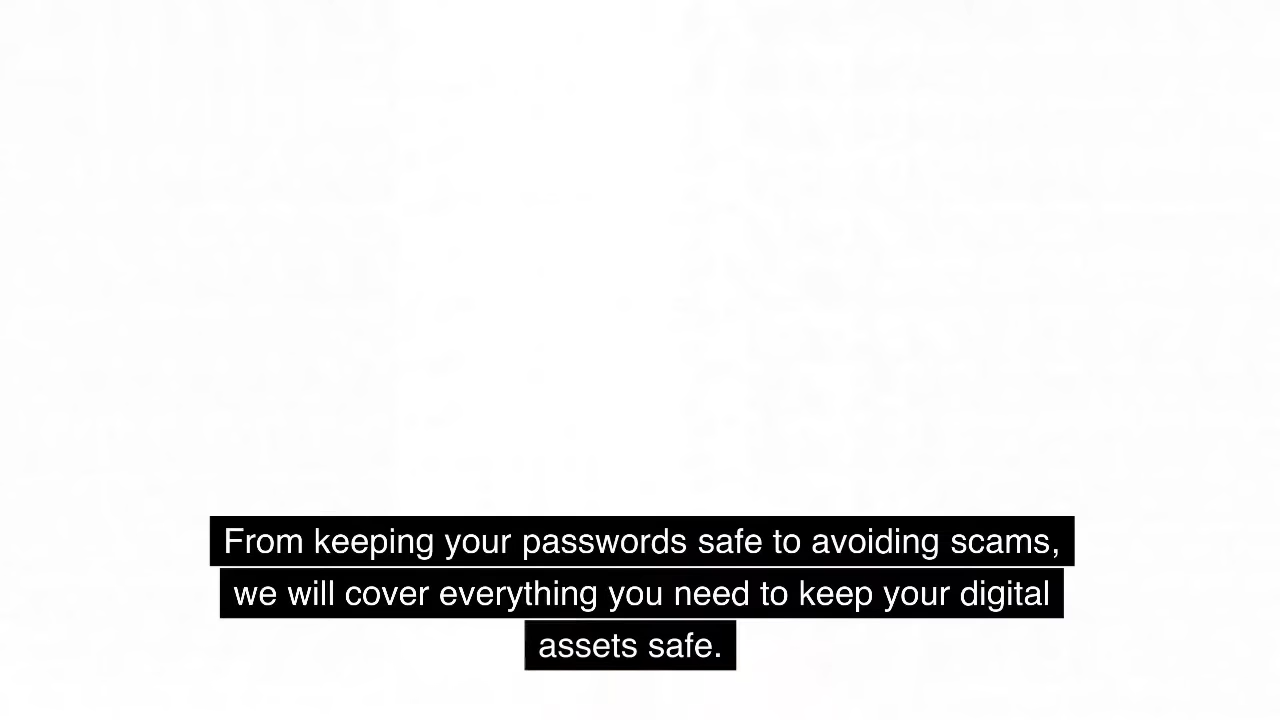 From keeping your passwords safe to avoiding scams,
we will cover everything you need to keep your digital
assets safe.